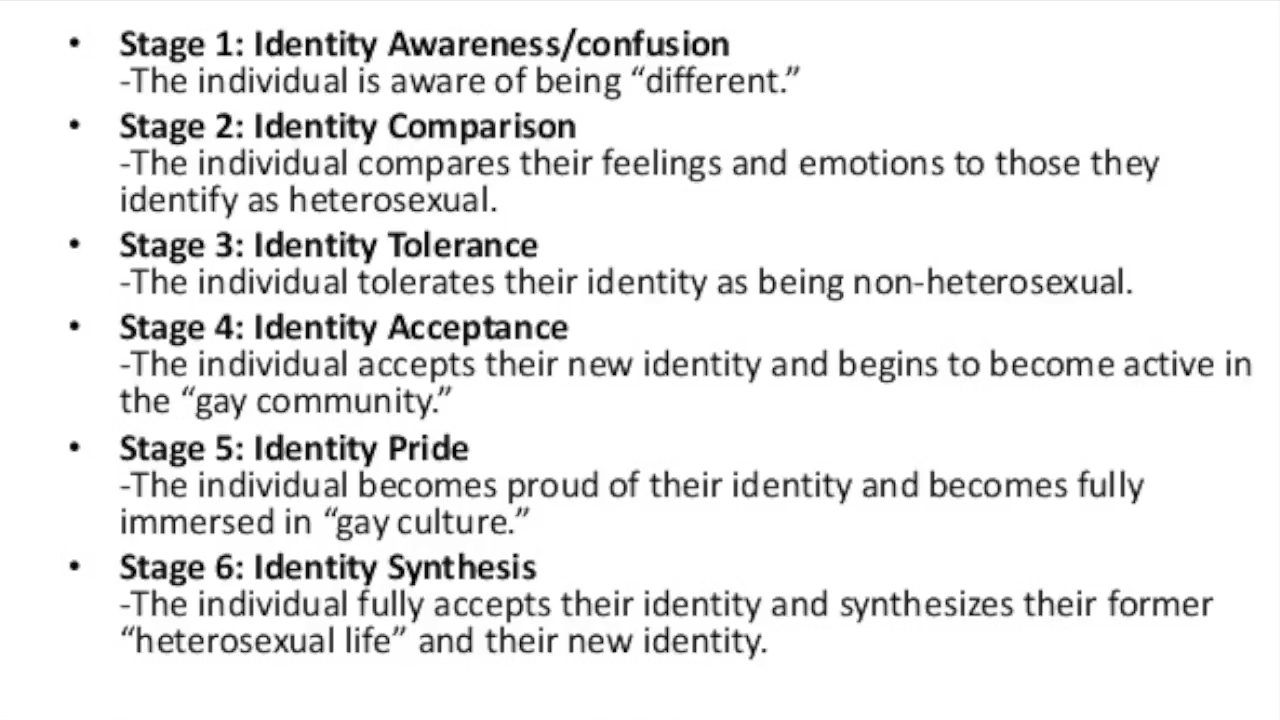 • Stage 1: Identity Awareness/confusion
-The individual is aware of being “different.”
• Stage 2: Identity Comparison
-The individual compares their feelings and emotions to those they
identify as heterosexual.
• Stage 3: Identity Tolerance
-The individual tolerates their identity as being non-heterosexual.
• Stage 4: Identity Acceptance
-The individual accepts their new identity and begins to become active in
the “gay community.”
• Stage 5: Identity Pride
-The individual becomes proud of their identity and becomes fully
immersed in “gay culture.”
• Stage 6: Identity Synthesis
-The individual fully accepts their identity and synthesizes their former
“heterosexual life” and their new identity.